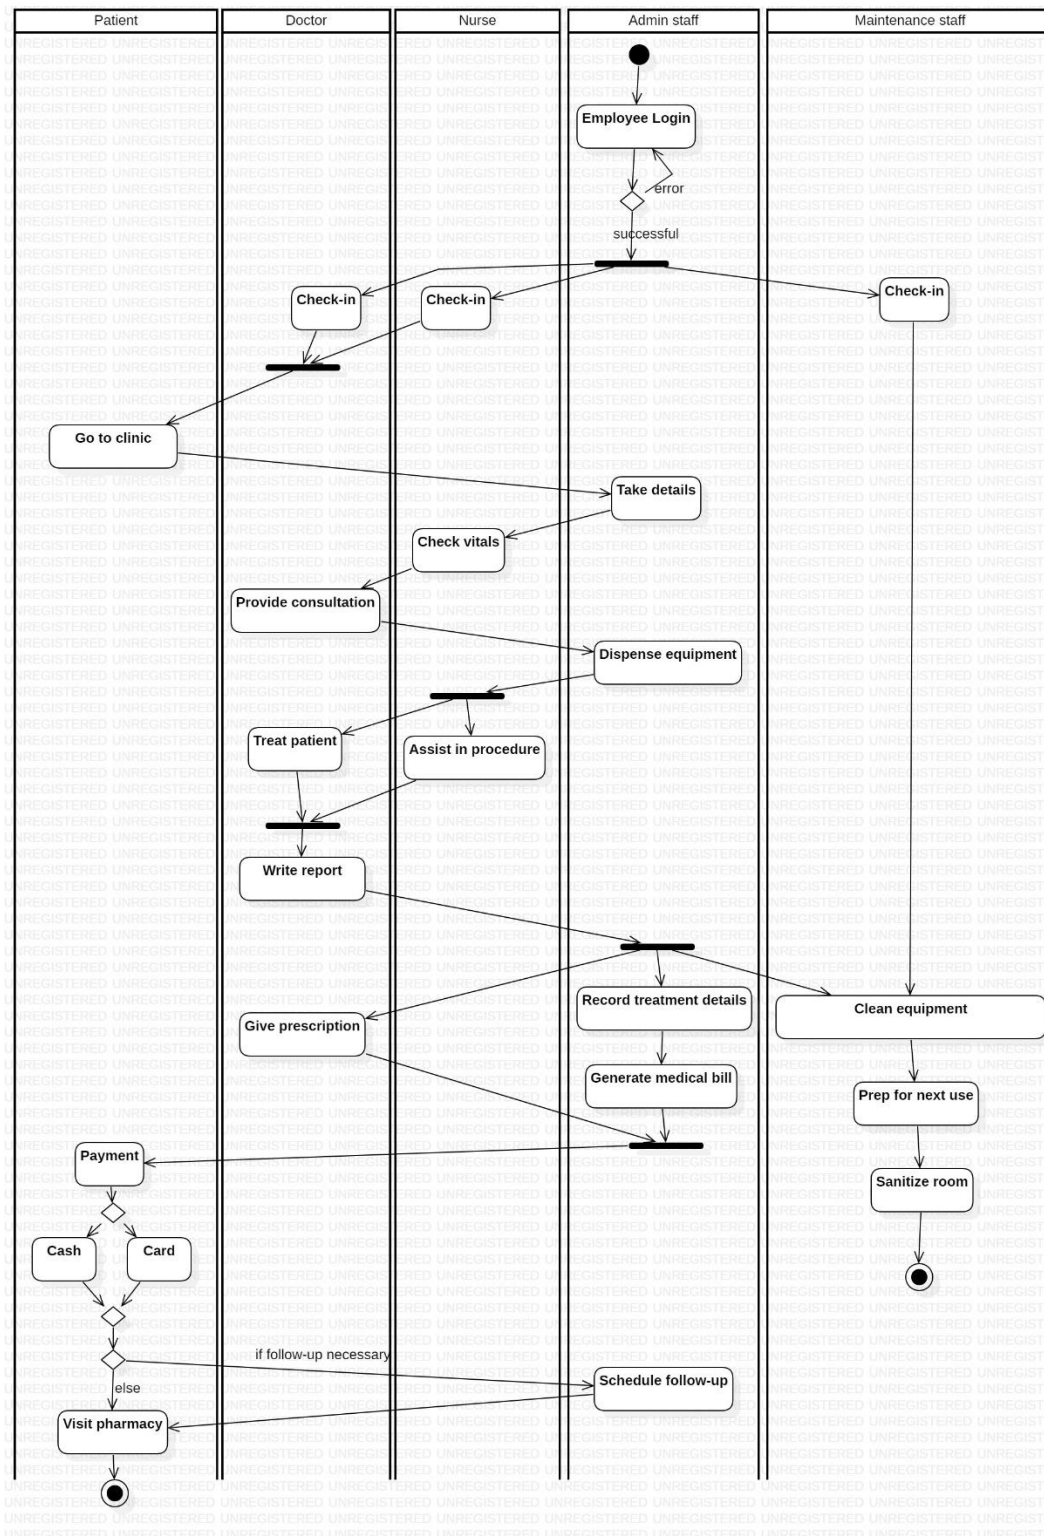 Patient
Doctor
Nurse
Admin staff
Maintenance staff
Employee Login
error
successful
Check-in
Check-in
Check-in
Go to clinic
Take details
Check vitals
Provide consultation
Dispense equipment
Treat patient
Assist in procedure
Write report
Record treatment details
Clean equipment
Give prescription
Generate medical bill
Prep for next use
Payment
Sanitize room
Cash
Card
if follow-up necessary
Schedule follow-up
else
Visit pharmacy
UNREGISTERED